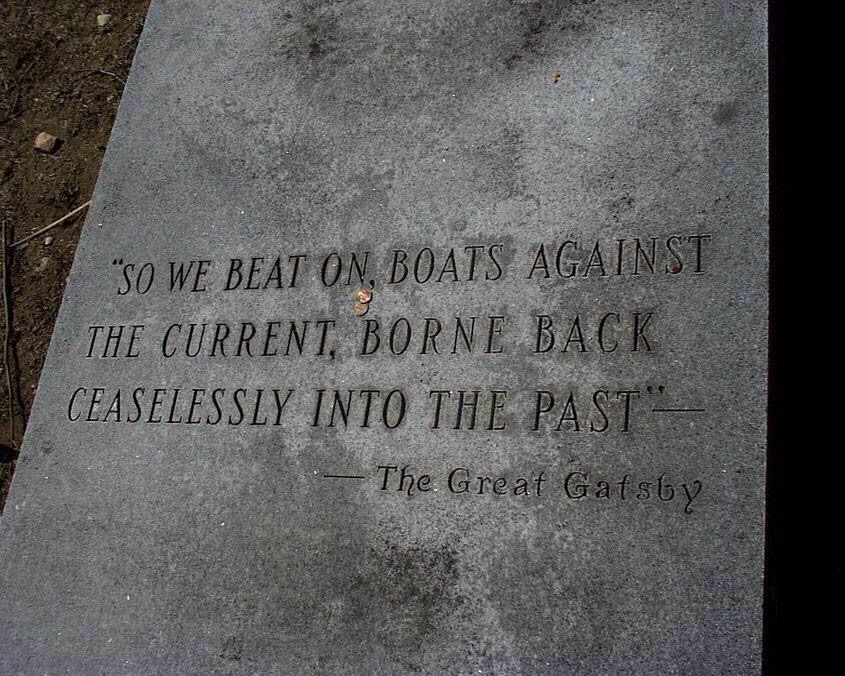 "SO WE BEAT ON, BOATS AGAINST
THE CURRENT, BORNE BACK
CEASELESSLY INTO THE PAST"—
— The Great Gatsby